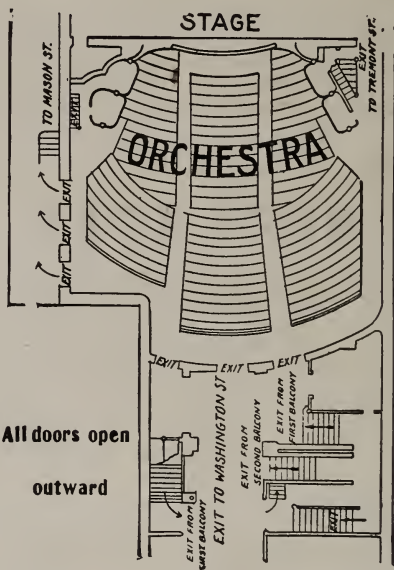 STAGE
TO MASON ST.
EXIT
TO TREMONT ST.
ORCHESTRA
EXIT
EXIT
EXIT
EXIT
EXIT
EXIT
All doors open
outward
EXIT TO WASHINGTON ST
EXIT FROM
FIRST BALCONY
EXIT FROM
SECOND BALCONY
EXIT FROM
FIRST BALCONY
EXIT